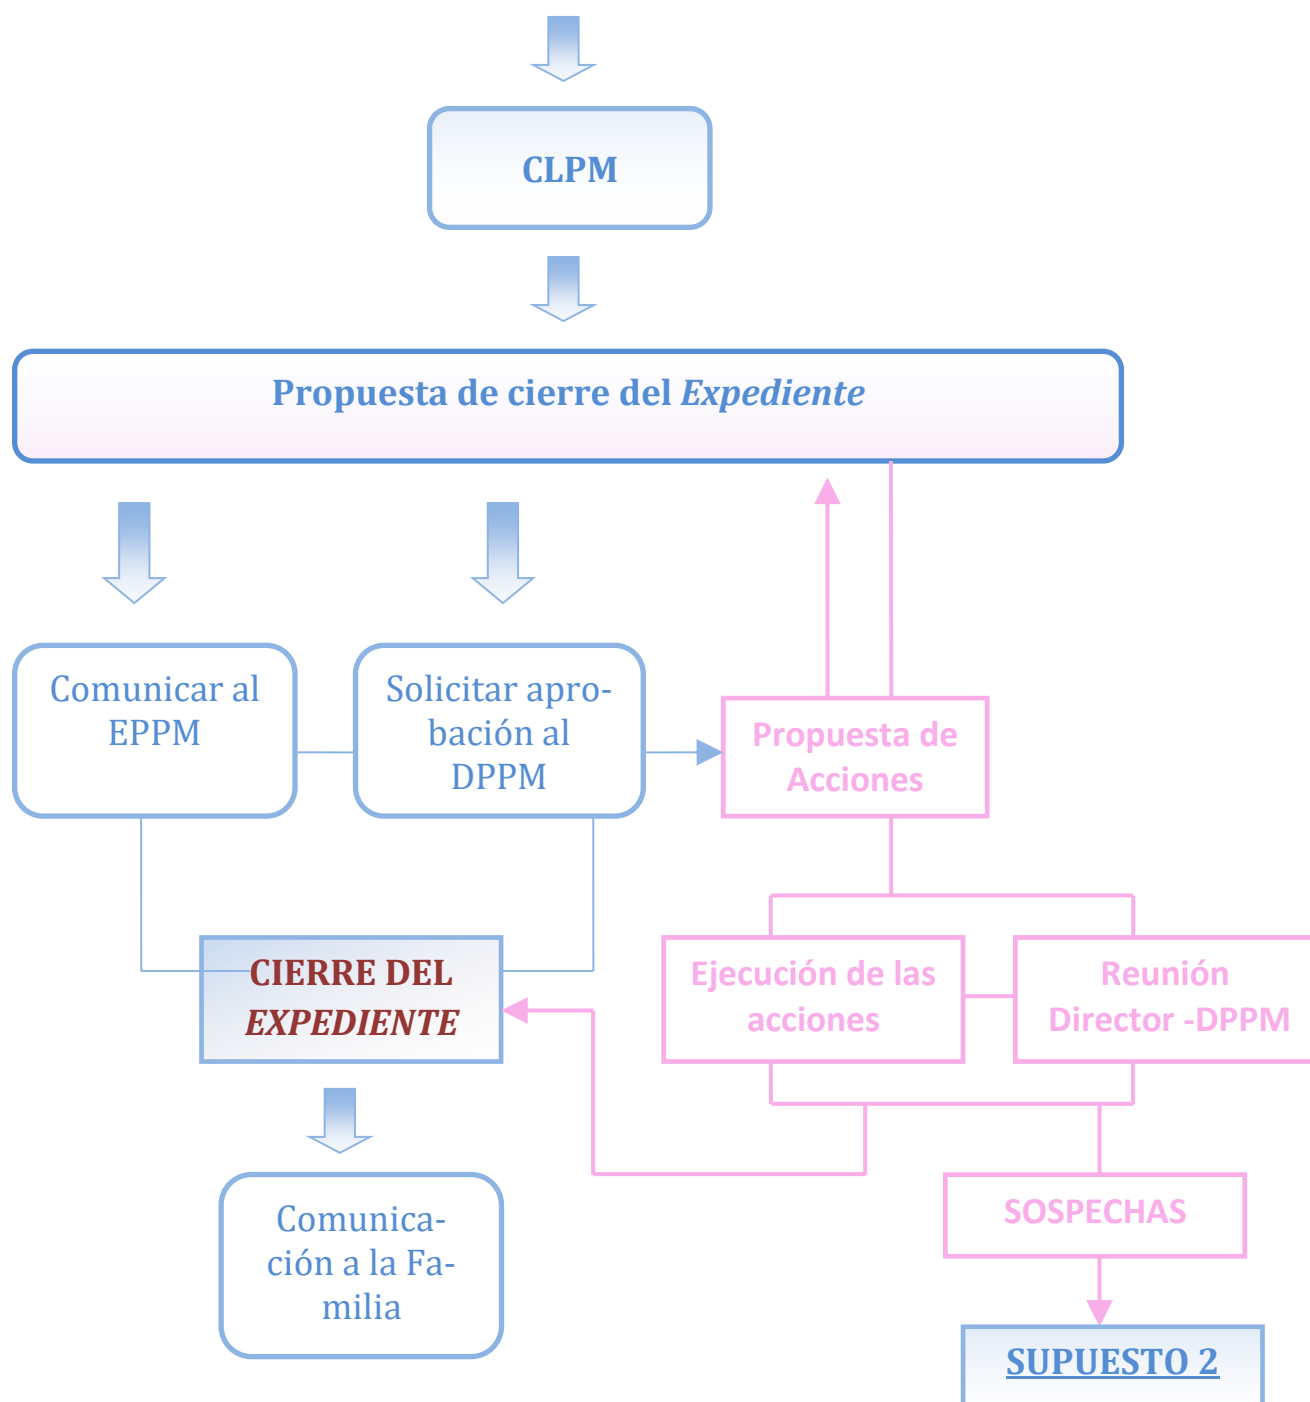 CLPM
Propuesta de cierre del Expediente
Comunicar al
EPPM
Solicitar apro-
bación al
DPPM
Propuesta de
Acciones
CIERRE DEL
EXPEDIENTE
Ejecución de las
acciones
Reunión
Director -DPPM
Comunica-
ción a la Fa-
milia
SOSPECHAS
SUPUESTO 2